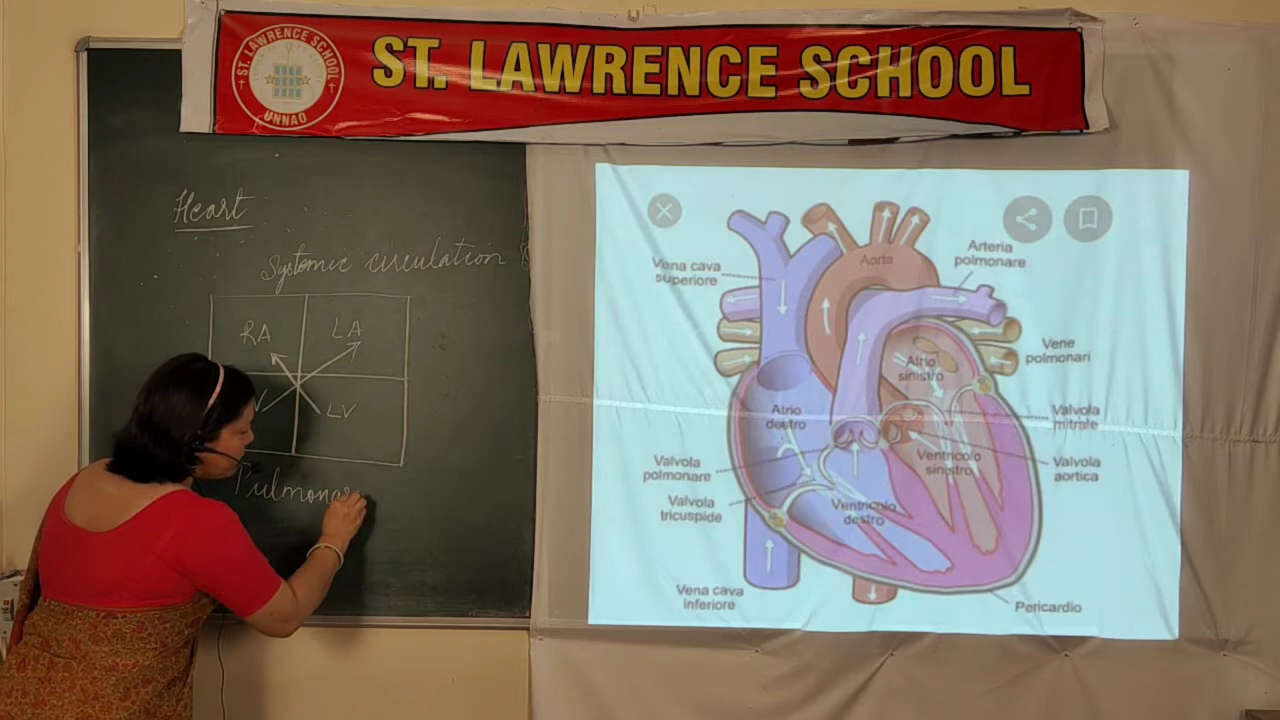 ST. LAWRENCE SCHOOL
ST. LAWRENCE SCHOOL
UNNAO
Heart
Systemic circulation
RA
LA
V
LV
Pulmonar
Vena cava
superiore
Aorta
Arteria
polmonare
Vene
polmonari
Atrio
sinistro
Atrio
destro
Valvola
mitrale
Valvola
polmonare
Ventricolo
sinistro
Valvola
aortica
Valvola
tricuspide
Ventricolo
destro
Vena cava
inferiore
Pericardio